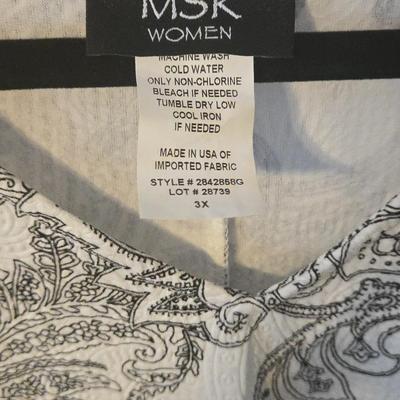 MSK
WOMEN
MACHINE WASH
COLD WATER
ONLY NON-CHLORINE
BLEACH IF NEEDED
TUMBLE DRY LOW
COOL IRON
IF NEEDED
MADE IN USA OF
IMPORTED FABRIC
STYLE # 2842858G
LOT # 28739
3X